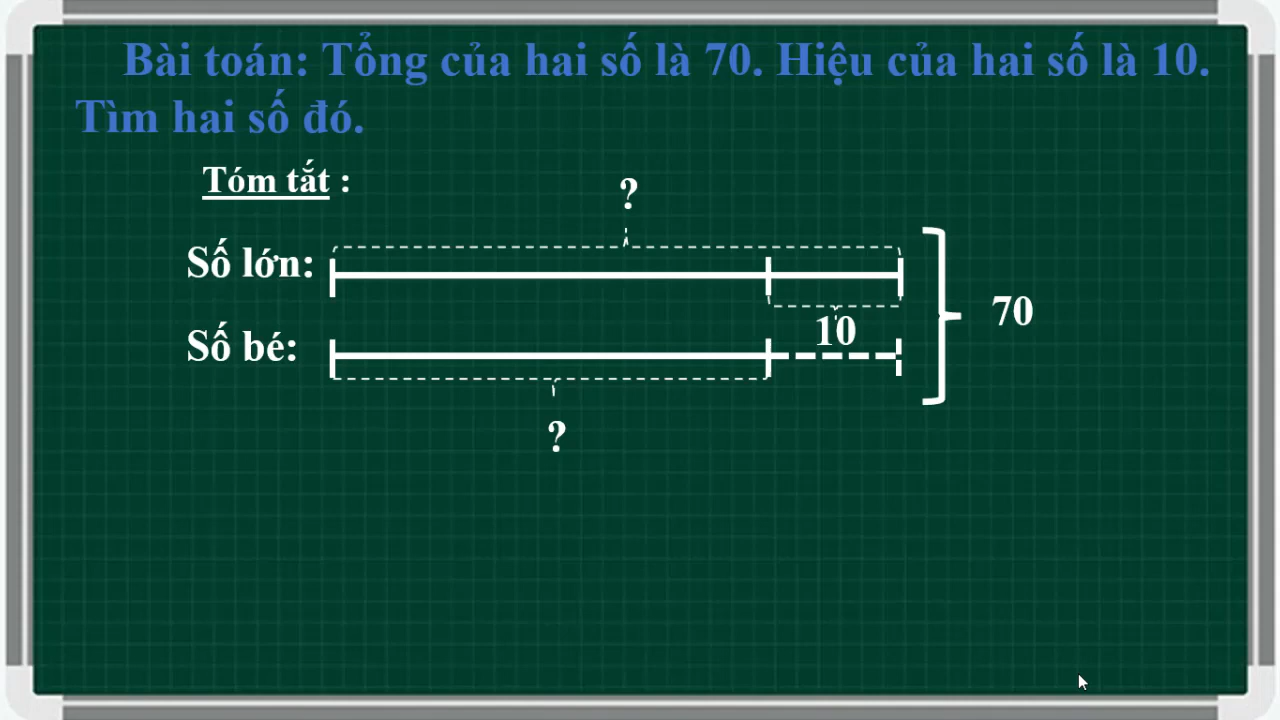 Bài toán: Tổng của hai số là 70. Hiệu của hai số là 10.
Tìm hai số đó.
Tóm tắt :
?
Số lớn:
10
70
Số bé:
?